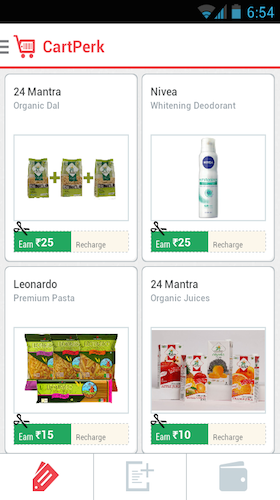 6:54
CartPerk
24 Mantra
Organic Dal
Nivea
Whitening Deodorant
NIVEA
Earn ₹25 Recharge
Earn ₹25 Recharge
Leonardo
Premium Pasta
24 Mantra
Organic Juices
Earn ₹15 Recharge
Earn ₹10 Recharge